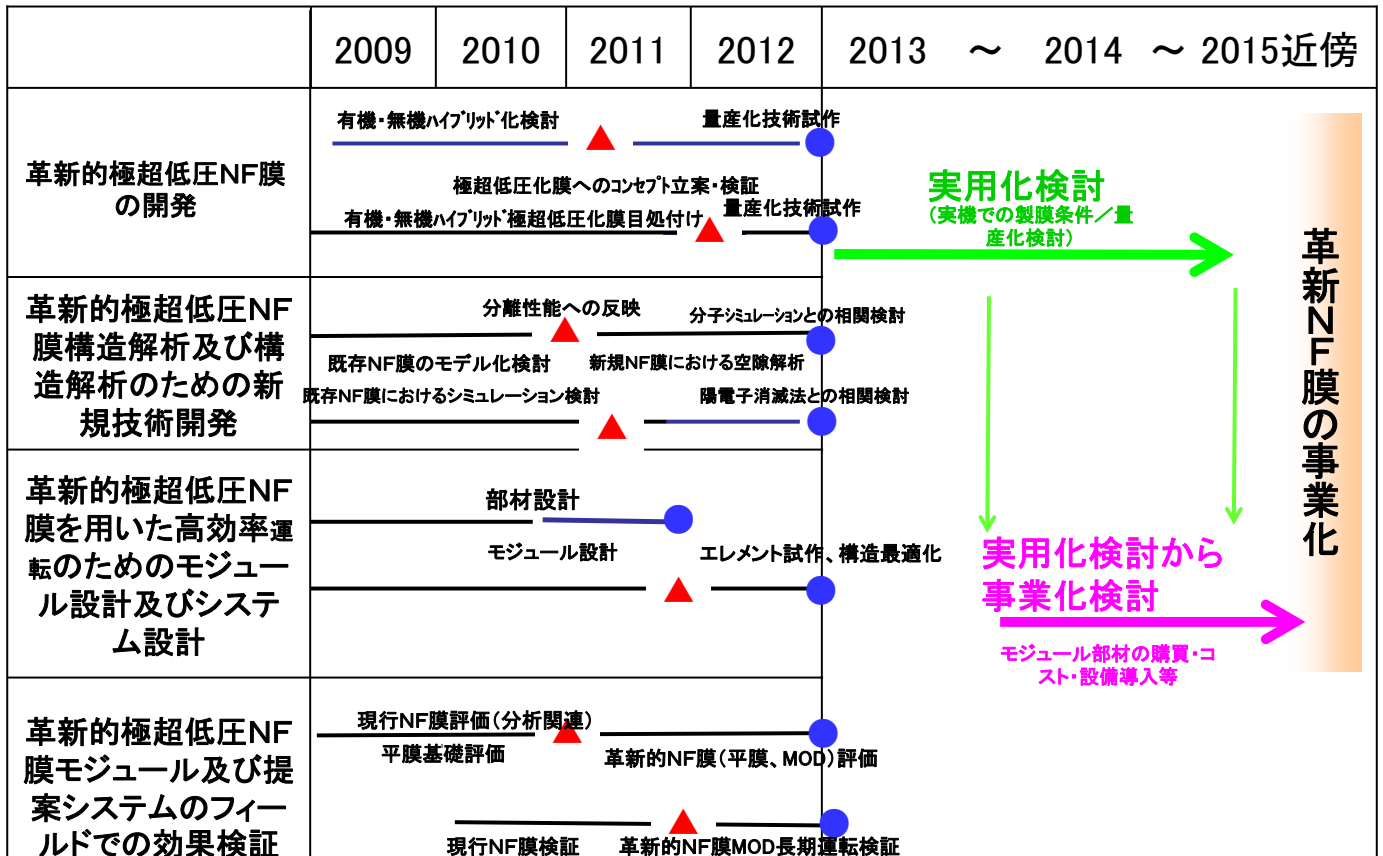 2009 2010 2011 2012 2013 ～ 2014 ～ 2015近傍
革新的極超低圧NF膜
の開発
有機・無機ﾊｲﾌﾞﾘｯﾄﾞ化検討
量産化技術試作
極超低圧化膜へのｺﾝｾﾌﾟﾄ立案・検証
有機・無機ﾊｲﾌﾞﾘｯﾄﾞ極超低圧化膜目処付け
量産化技術試作
実用化検討
（実機での製膜条件／量
産化検討）
革新NF膜の事業化
革新的極超低圧NF
膜構造解析及び構
造解析のための新
規技術開発
分離性能への反映
分子ｼﾐｭﾚｰｼｮﾝとの相関検討
既存NF膜のモデル化検討
新規NF膜における空隙解析
既存NF膜におけるシミュレーション検討
陽電子消滅法との相関検討
革新的極超低圧NF
膜を用いた高効率運
転のためのモジュー
ル設計及びシステ
ム設計
部材設計
モジュール設計
エレメント試作、構造最適化
実用化検討から
事業化検討
モジュール部材の購買・コ
スト・設備導入等
革新的極超低圧NF
膜モジュール及び提
案システムのフィー
ルドでの効果検証
現行NF膜評価（分析関連）
平膜基礎評価
革新的NF膜（平膜、MOD）評価
現行NF膜検証
革新的NF膜MOD長期運転検証